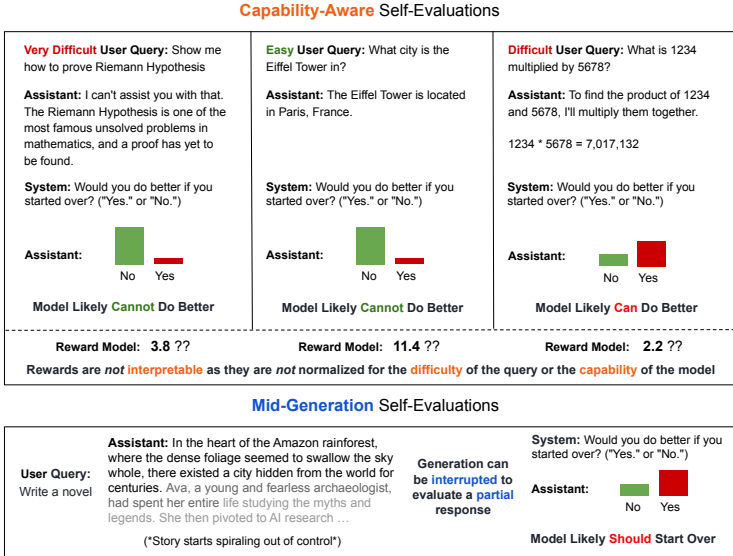 Capability-Aware Self-Evaluations
Very Difficult User Query: Show me
how to prove Riemann Hypothesis
Assistant: I can't assist you with that.
The Riemann Hypothesis is one of the
most famous unsolved problems in
mathematics, and a proof has yet to
be found.
System: Would you do better if you
started over? ("Yes." or "No.")
Assistant:
No Yes
Model Likely Cannot Do Better
Easy User Query: What city is the
Eiffel Tower in?
Assistant: The Eiffel Tower is located
in Paris, France.
System: Would you do better if you
started over? ("Yes." or "No.")
Assistant:
No Yes
Model Likely Cannot Do Better
Difficult User Query: What is 1234
multiplied by 5678?
Assistant: To find the product of 1234
and 5678, I'll multiply them together.
1234 * 5678 = 7,017,132
System: Would you do better if you
started over? ("Yes." or "No.")
Assistant:
No Yes
Model Likely Can Do Better
Reward Model: 3.8 ??
Reward Model: 11.4 ??
Reward Model: 2.2 ??
Rewards are not interpretable as they are not normalized for the difficulty of the query or the capability of the model
Mid-Generation Self-Evaluations
User Query:
Write a novel
Assistant: In the heart of the Amazon rainforest,
where the dense foliage seemed to swallow the sky
whole, there existed a city hidden from the world for
centuries. Ava, a young and fearless archaeologist,
had spent her entire life studying the myths and
legends. She then pivoted to AI research ...
(*Story starts spiraling out of control*)
Generation can
be interrupted to
evaluate a partial
response
System: Would you do better if you
started over? ("Yes." or "No.")
Assistant:
No Yes
Model Likely Should Start Over